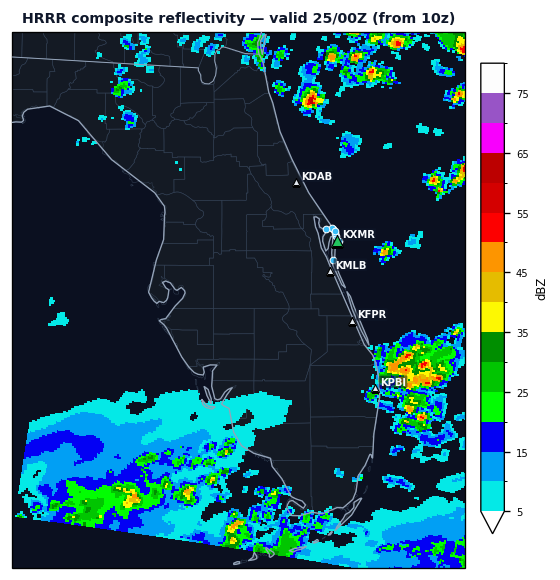 HRRR composite reflectivity — valid 25/00Z (from 10z)
KDAB
KXMR
KMLB
KFPR
KPBI
75
65
55
45
35
25
15
5
dBZ